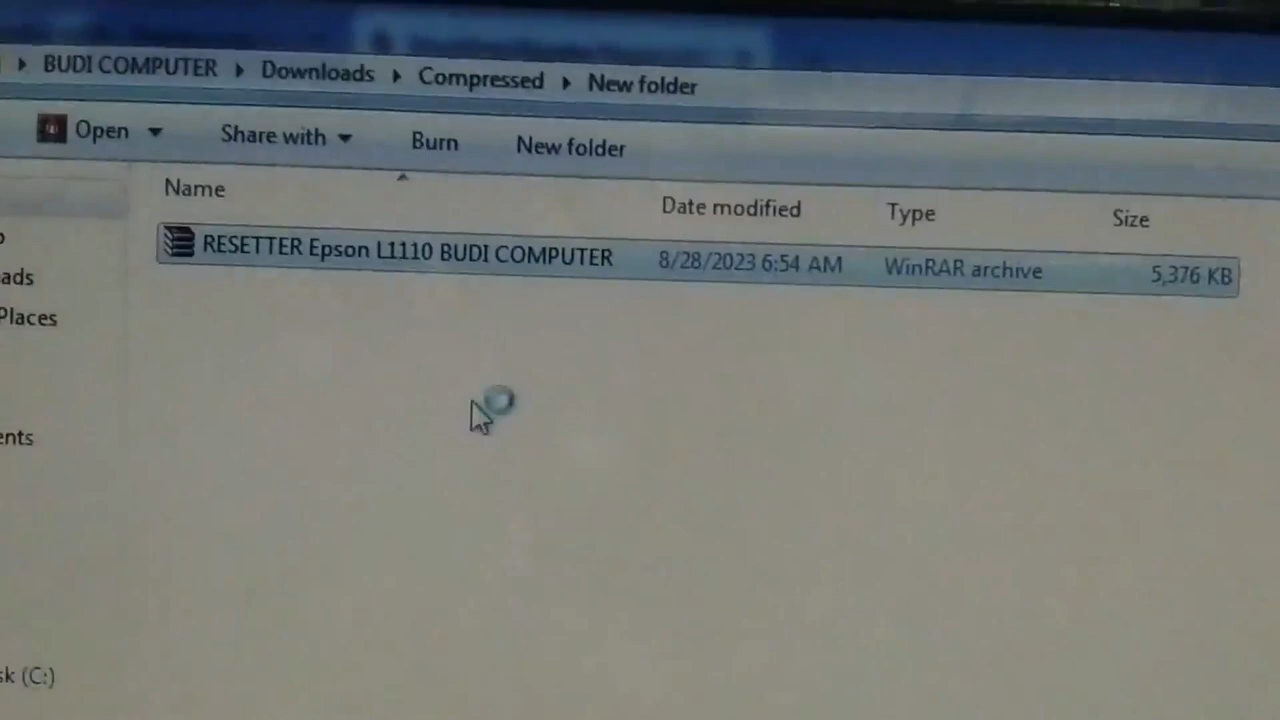 BUDI COMPUTER Downloads Compressed New folder
Open Share with Burn New folder
Name Date modified Type Size
RESETTER Epson L1110 BUDI COMPUTER 8/28/2023 6:54 AM WinRAR archive 5,376 KB
ads
Places
ents
sk (C:)